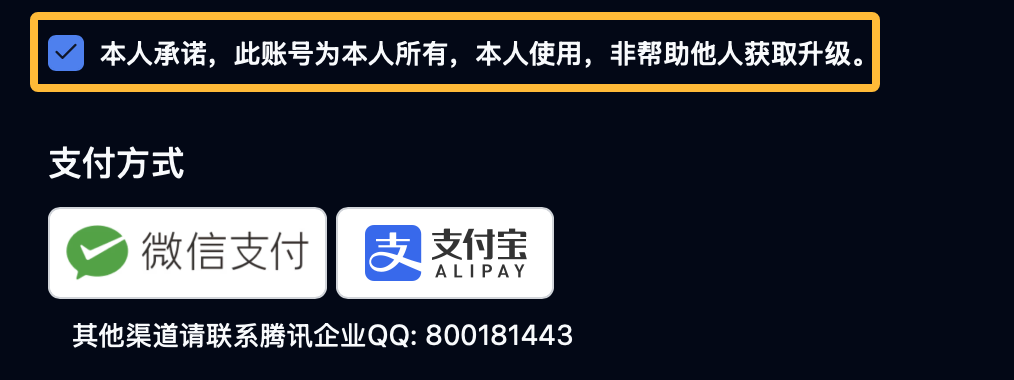 本人承诺，此账号为本人所有，本人使用，非帮助他人获取升级。
支付方式
微信支付
支 支付宝
ALIPAY
其他渠道请联系腾讯企业QQ: 800181443